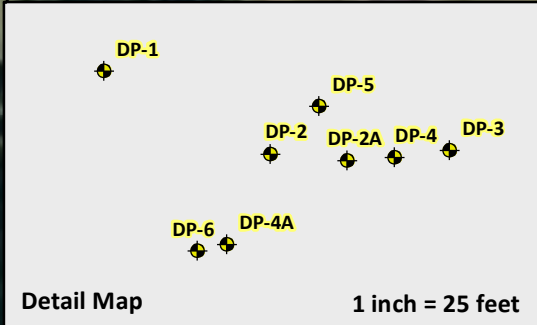 DP-1
DP-5
DP-2
DP-2A
DP-4
DP-3
DP-6
DP-4A
Detail Map
1 inch = 25 feet